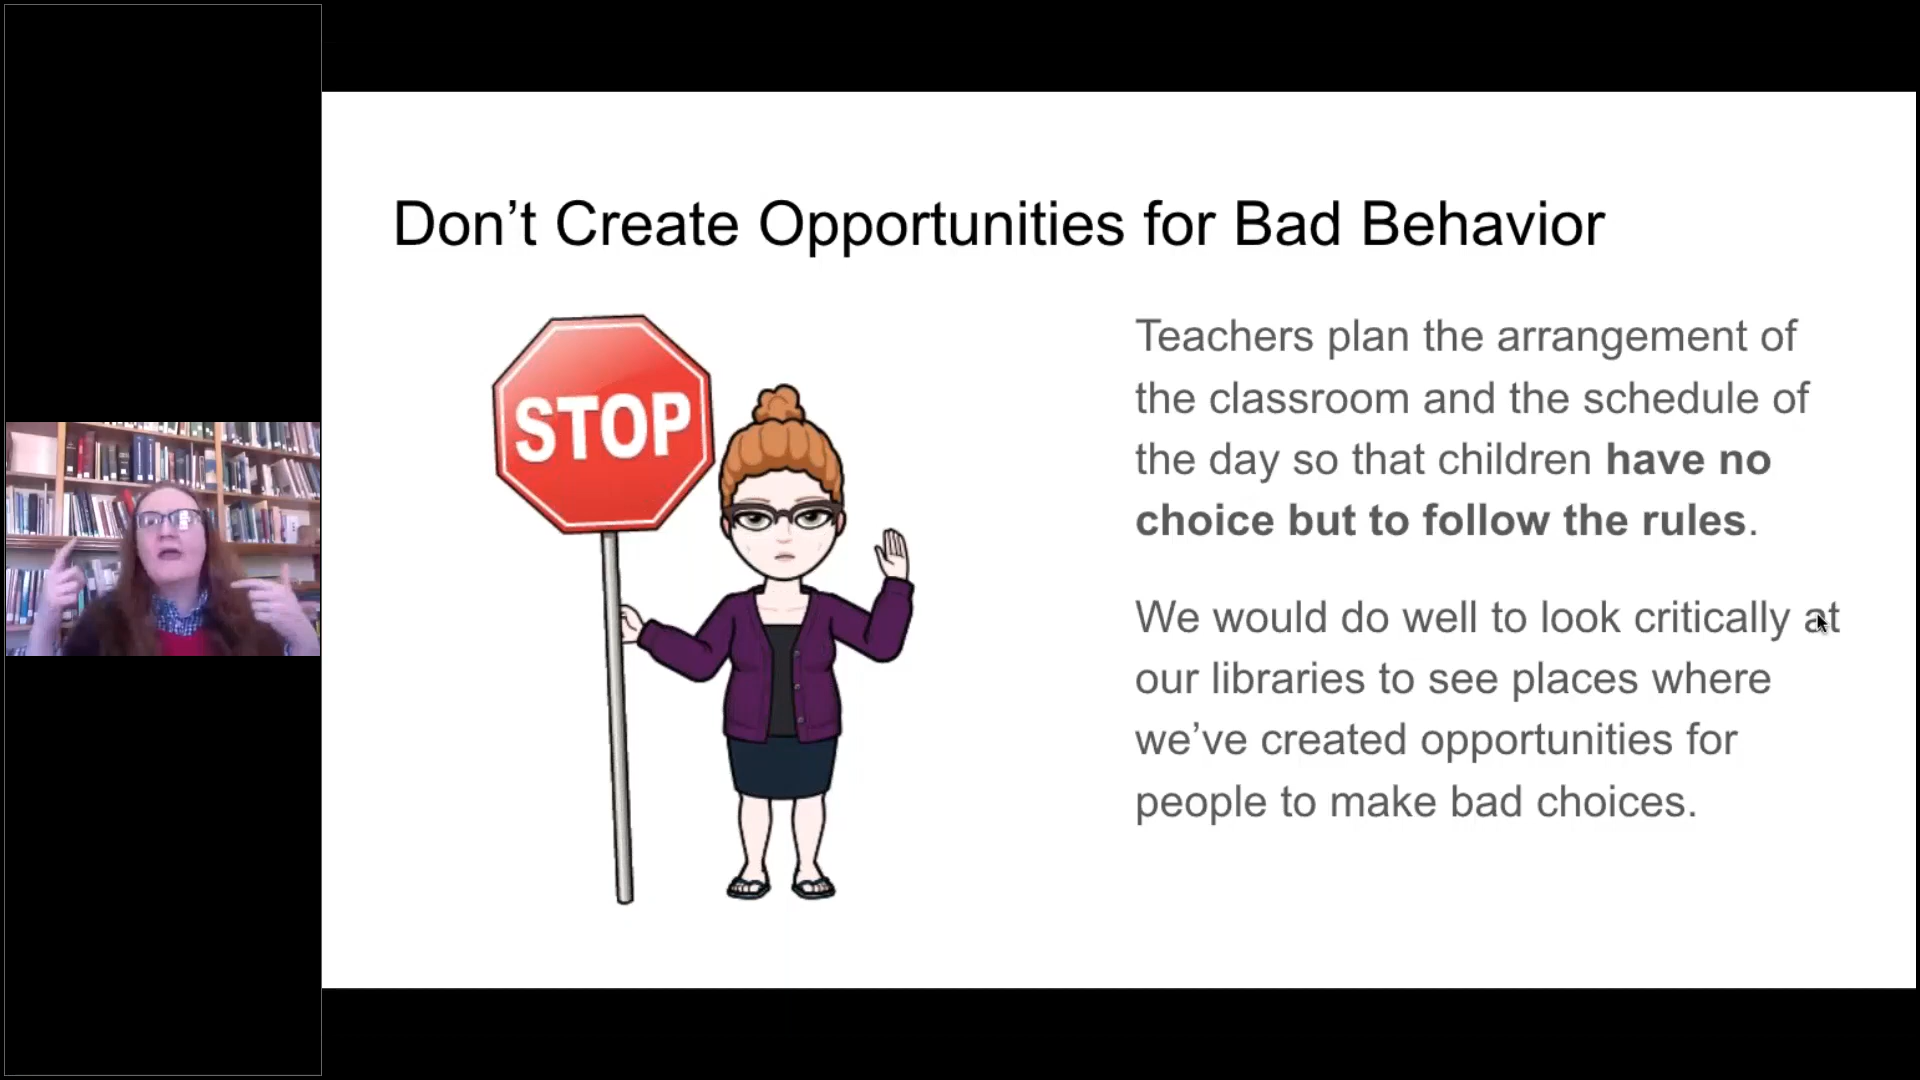 Don’t Create Opportunities for Bad Behavior
STOP
Teachers plan the arrangement of
the classroom and the schedule of
the day so that children have no
choice but to follow the rules.
We would do well to look critically at
our libraries to see places where
we’ve created opportunities for
people to make bad choices.